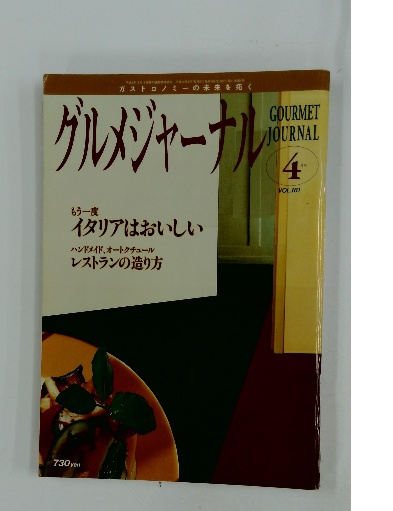 ガストロノミーの未来を拓く
グルメジャーナル
GOURMET
JOURNAL
4
もう一度
イタリアはおいしい
ハンドメイド、オートクチュール
レストランの造り方
730yen